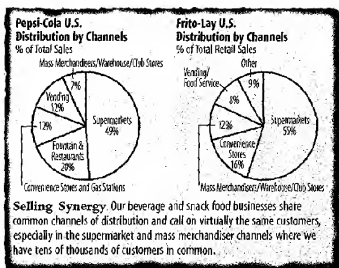 Pepsi-Cola U.S.
Distribution by Channels
% of Total Sales
Mass Merchandisers/Warehouse/Club Stores
7%
Vending
12%
Supermarkets
49%
12%
Fountain &
Restaurants
20%
Convenience Stores and Gas Stations
Frito-Lay U.S.
Distribution by Channels
% of Total Retail Sales
Other
Vending/
Food Service
9%
8%
Supermarkets
55%
12%
Convenience
Stores
16%
Mass Merchandisers/Warehouse/Club Stores
Selling Synergy. Our beverage and snack food businesses share
common channels of distribution and call on virtually the same customers,
especially in the supermarket and mass merchandiser channels where we
have tens of thousands of customers in common.